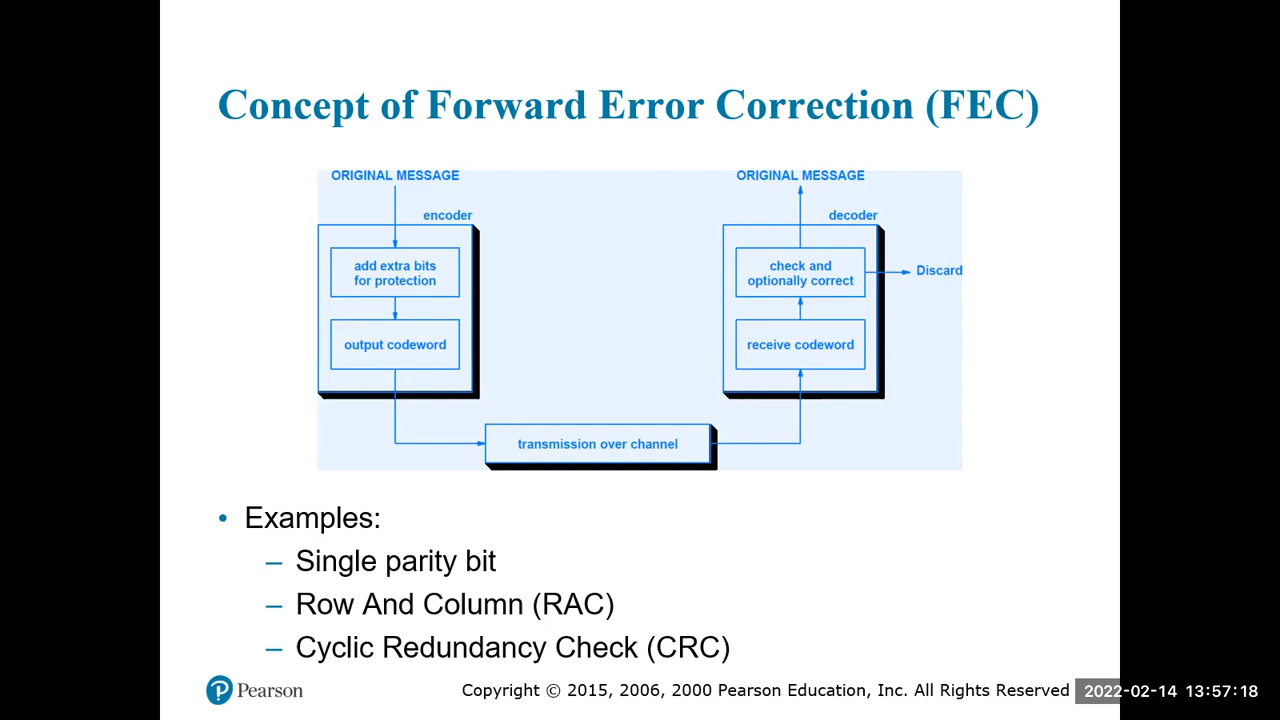 Concept of Forward Error Correction (FEC)
ORIGINAL MESSAGE
encoder
add extra bits
for protection
output codeword
transmission over channel
ORIGINAL MESSAGE
decoder
check and
optionally correct
Discard
receive codeword
• Examples:
– Single parity bit
– Row And Column (RAC)
– Cyclic Redundancy Check (CRC)
P Pearson
Copyright © 2015, 2006, 2000 Pearson Education, Inc. All Rights Reserved
2022-02-14 13:57:18